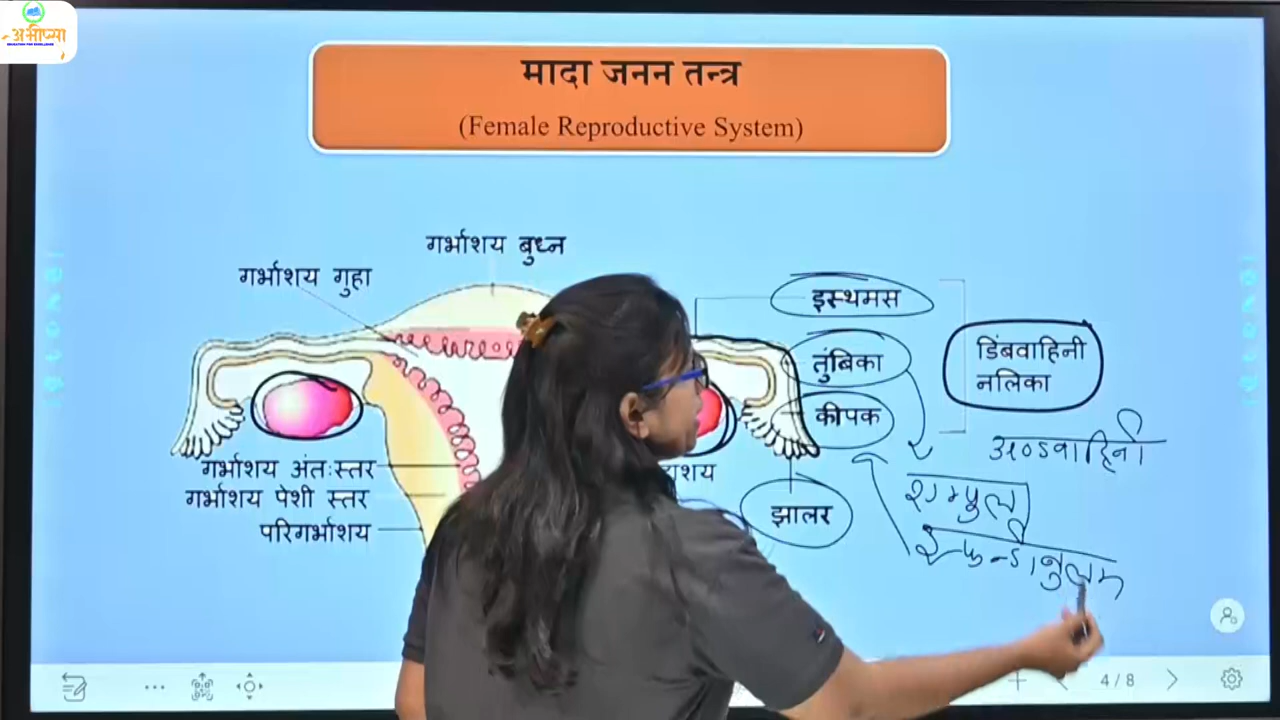 अभीप्सा
मादा जनन तन्त्र
(Female Reproductive System)
गर्भाशय बुध्न
गर्भाशय गुहा
इस्थमस
तुंबिका
कीपक
झालर
डिंबवाहिनी
नलिका
अण्डवाहिनी
गर्भाशय अंतःस्तर
गर्भाशय पेशी स्तर
परिगर्भाशय
4/8